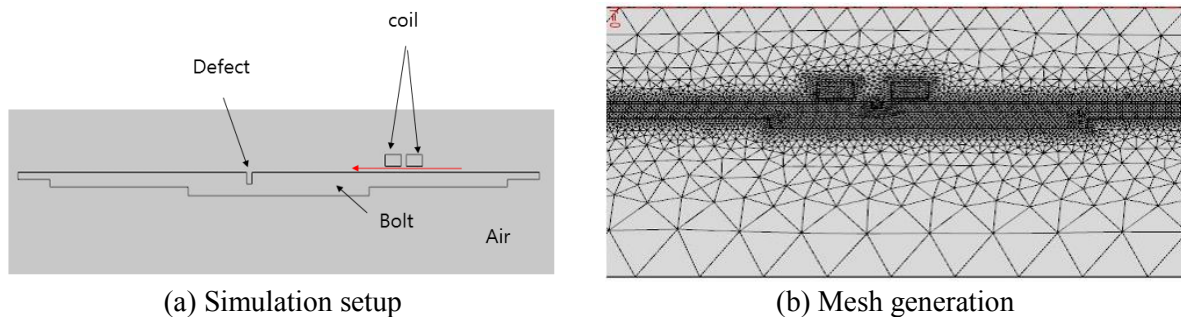 coil
Defect
Bolt
Air
(a) Simulation setup
(b) Mesh generation